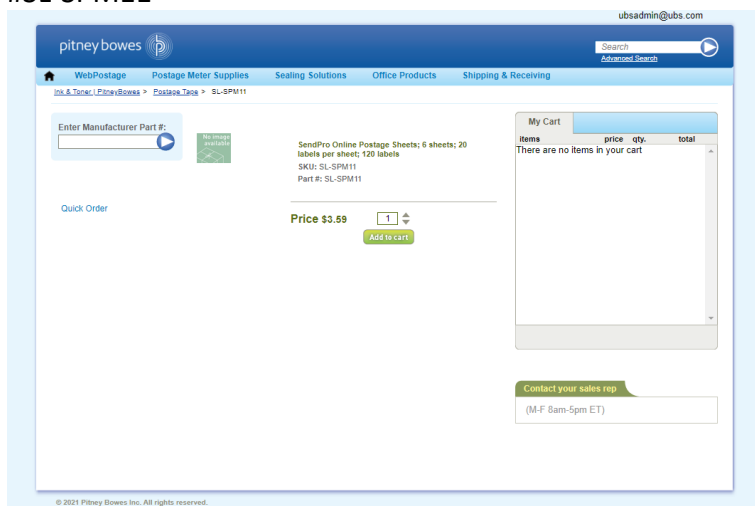 ubsadmin@ubs.com
pitney bowes
Search
Advanced Search
WebPostage Postage Meter Supplies Sealing Solutions Office Products Shipping & Receiving
Ink & Toner | PitneyBowes > Postage Tape > SL-SPM11
Enter Manufacturer Part #:
No image
available
SendPro Online Postage Sheets; 6 sheets; 20
labels per sheet; 120 labels
SKU: SL-SPM11
Part #: SL-SPM11
Quick Order
Price $3.59 1
Add to cart
My Cart
items price qty. total
There are no items in your cart
Contact your sales rep
(M-F 8am-5pm ET)
© 2021 Pitney Bowes Inc. All rights reserved.